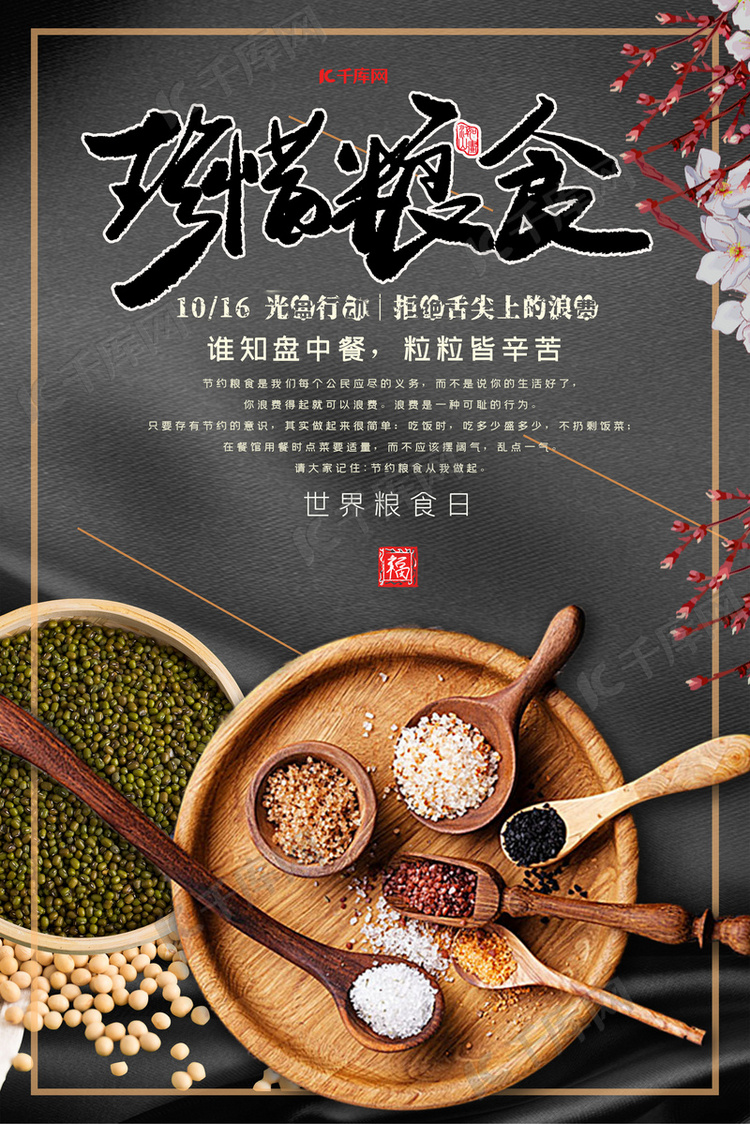 千库网
珍惜粮食
10/16 光盘行动|拒绝舌尖上的浪费
谁知盘中餐，粒粒皆辛苦
节约粮食是我们每个公民应尽的义务，而不是说你的生活好了，
你浪费得起就可以浪费。浪费是一种可耻的行为。
只要存有节约的意识，其实做起来很简单：吃饭时，吃多少盛多少，不扔剩饭菜；
在餐馆用餐时点菜要适量，而不应该摆阔气，乱点一气。
请大家记住：节约粮食从我做起。
世界粮食日
福